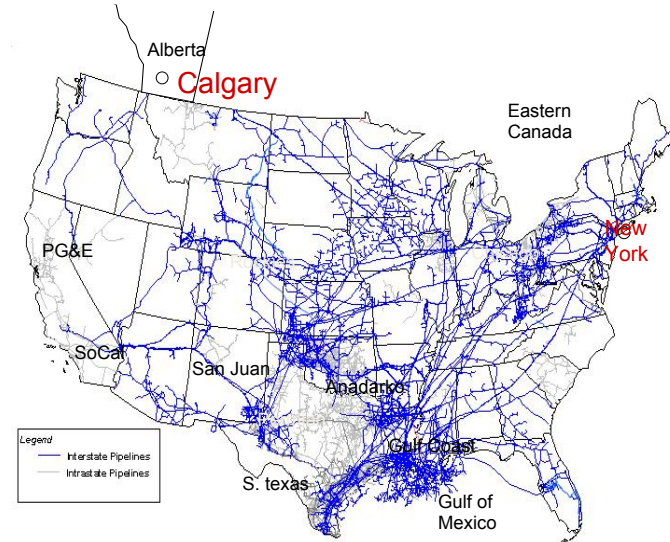 Alberta
Calgary
Eastern
Canada
New
York
PG&E
SoCal
San Juan
Anadarko
Gulf Coast
S. texas
Gulf of
Mexico
Legend
Interstate Pipelines
Intrastate Pipelines